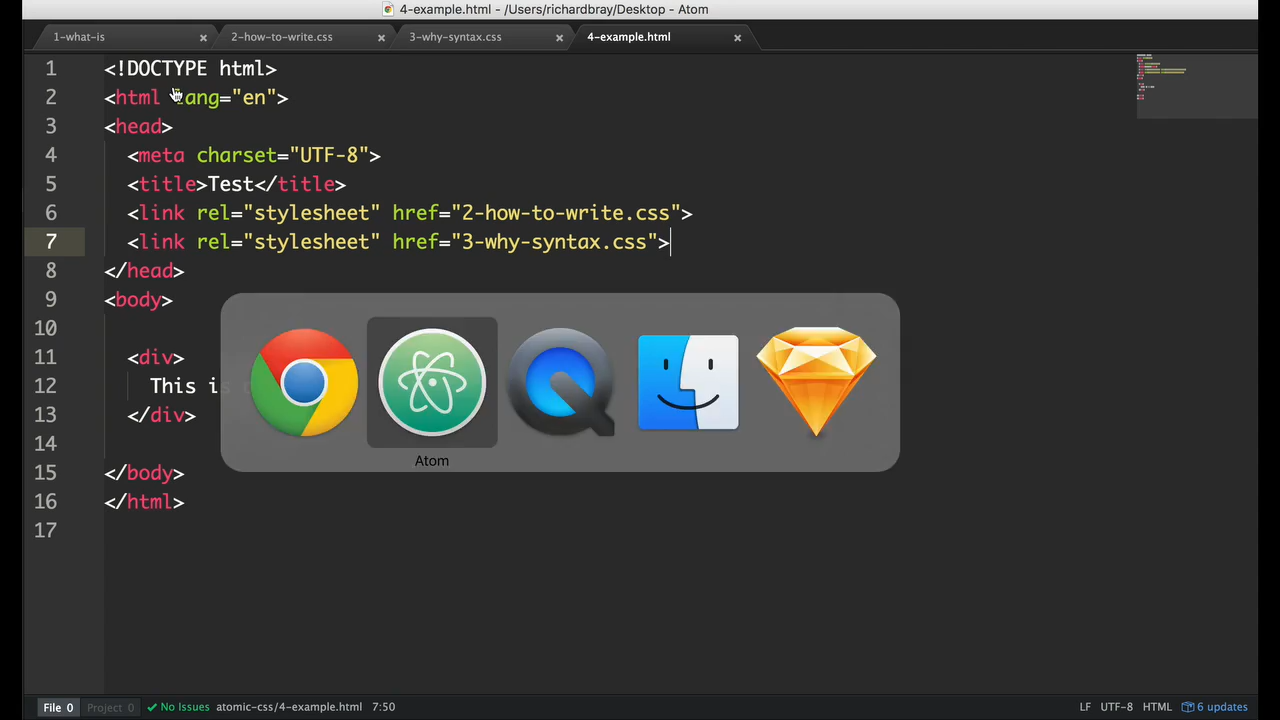 4-example.html - /Users/richardbray/Desktop - Atom
1-what-is
2-how-to-write.css
3-why-syntax.css
4-example.html
1 <!DOCTYPE html>
2 <html lang="en">
3 <head>
4 <meta charset="UTF-8">
5 <title>Test</title>
6 <link rel="stylesheet" href="2-how-to-write.css">
7 <link rel="stylesheet" href="3-why-syntax.css">
8 </head>
9 <body>
10
11 <div>
12 This is
13 </div>
14
15 </body>
16 </html>
17
Atom
File 0 Project 0 No Issues atomic-css/4-example.html 7:50 LF UTF-8 HTML 6 updates